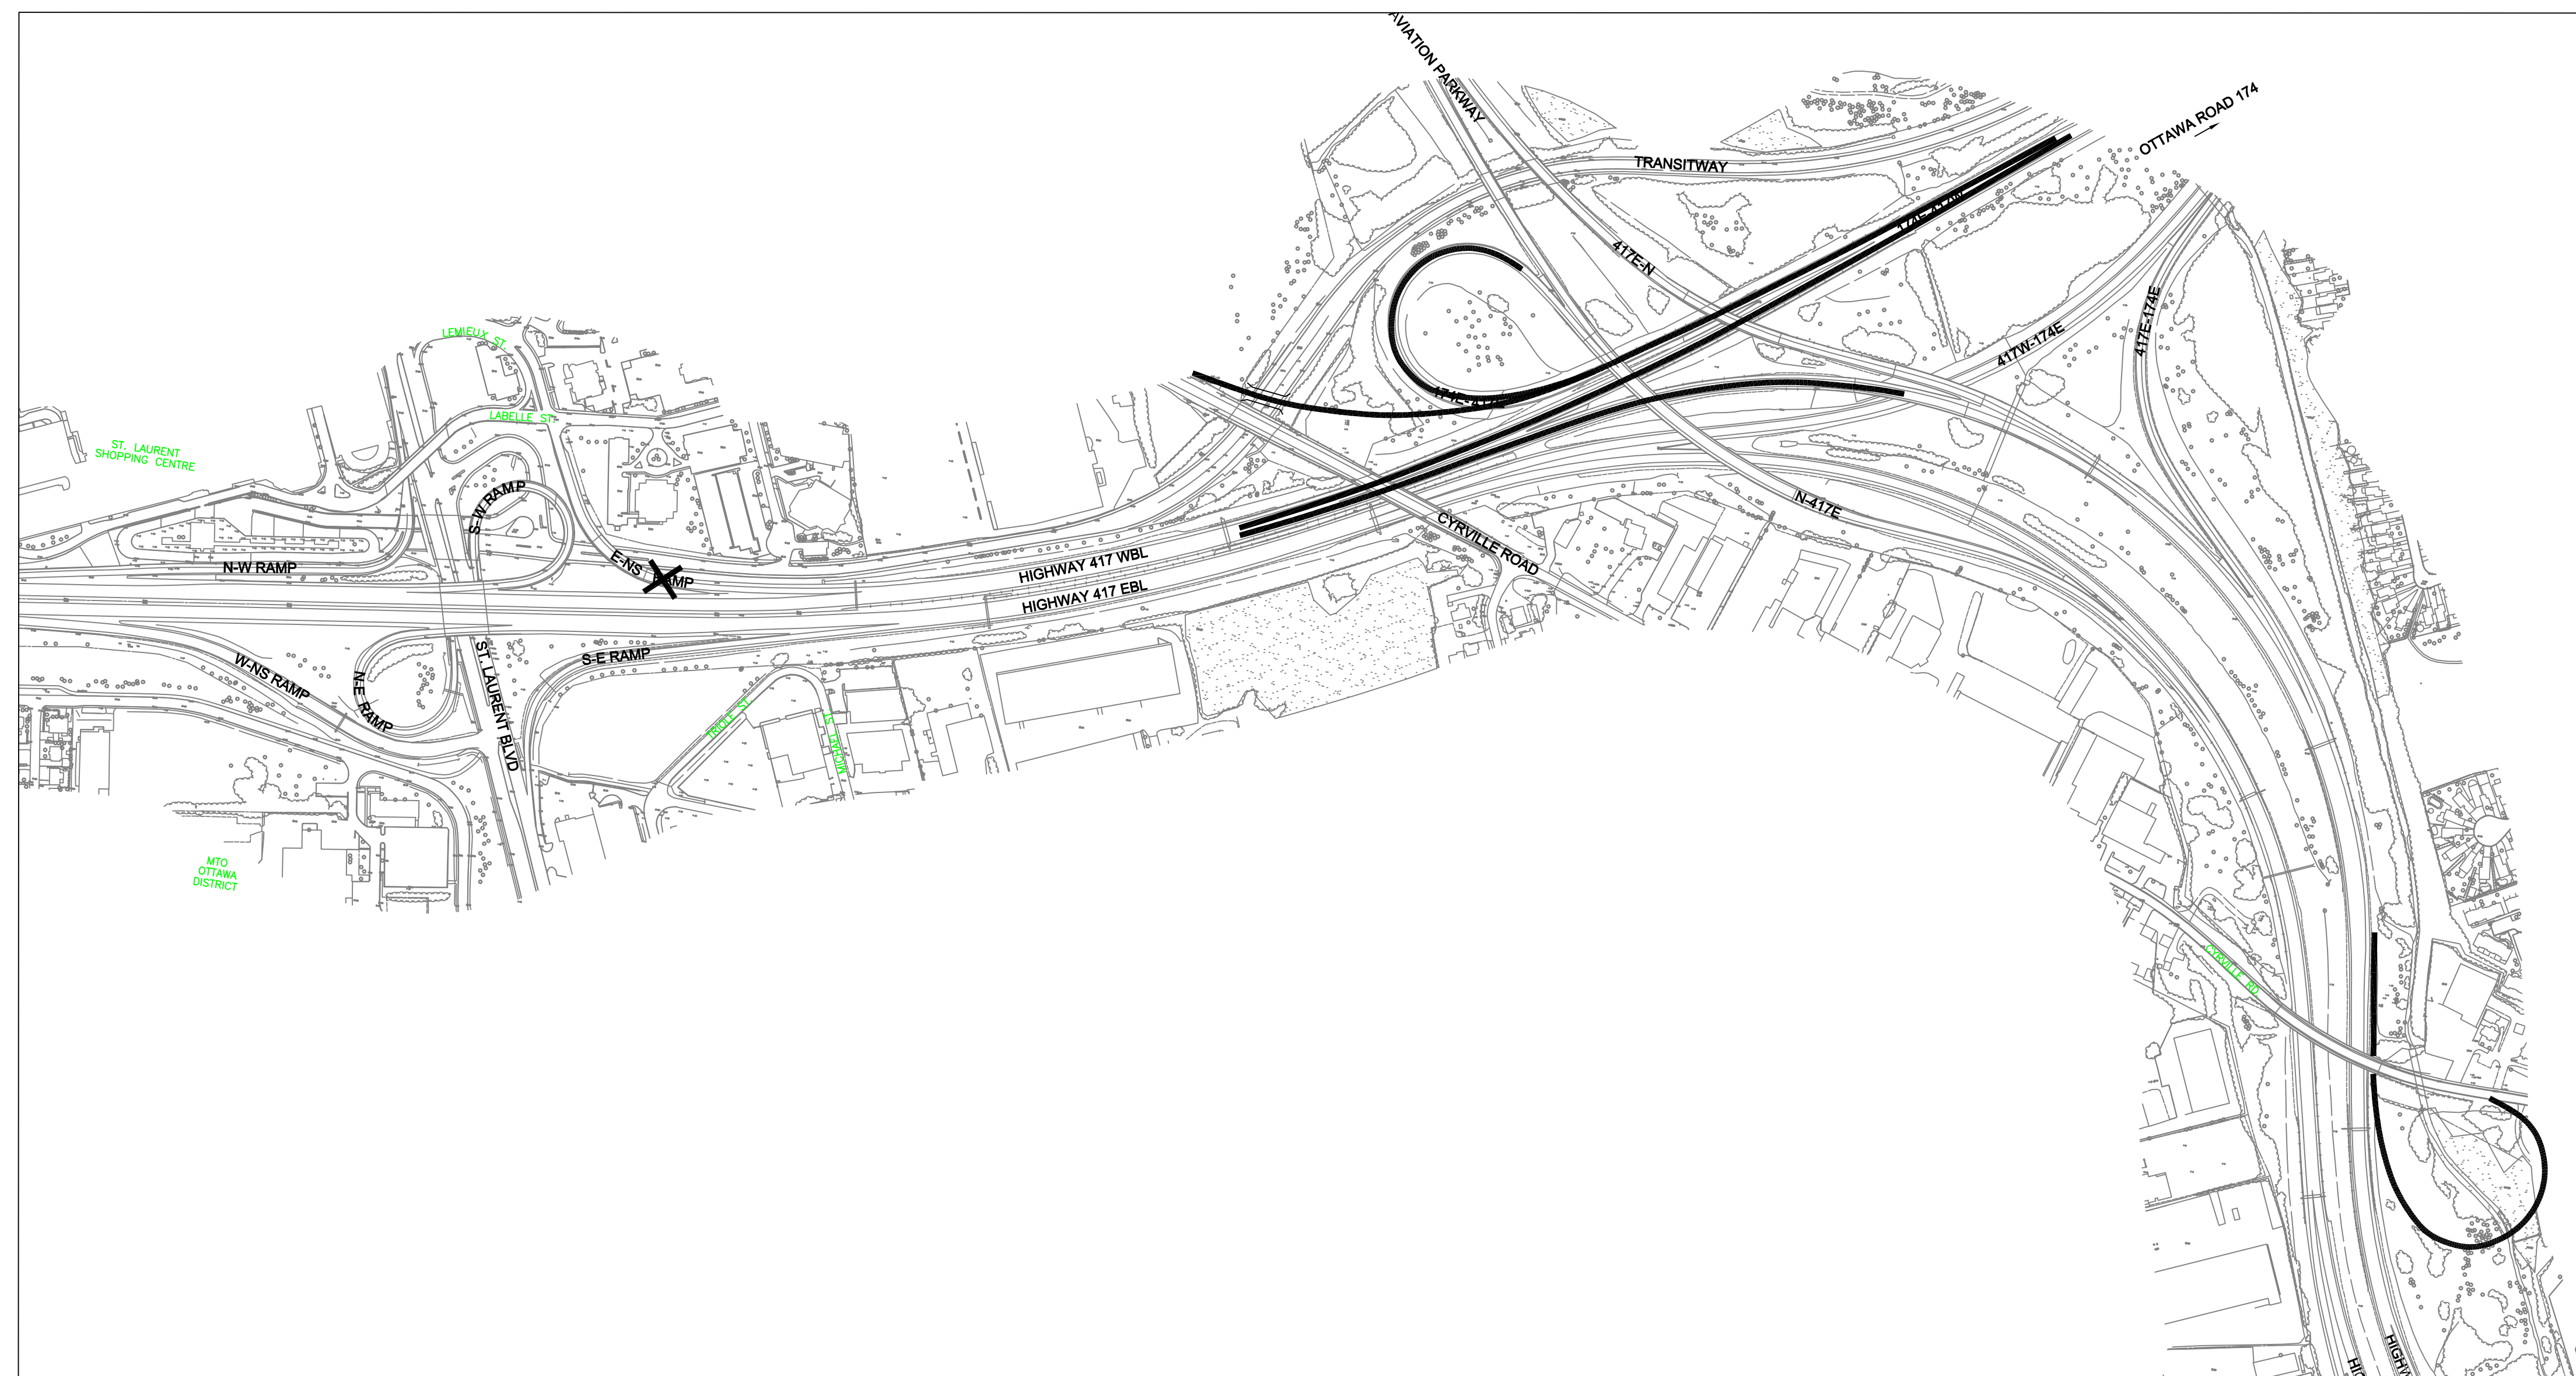 AVIATION PARKWAY
OTTAWA ROAD 174
TRANSITWAY
417E-N
417W-174E
417E-174E
LEMIEUX ST.
LABELLE ST.
ST. LAURENT
SHOPPING CENTRE
S-W RAMP
N-W RAMP
E-NS RAMP
HIGHWAY 417 WBL
HIGHWAY 417 EBL
CYRVILLE ROAD
N-417E
W-NS RAMP
N-E RAMP
ST. LAURENT BLVD
S-E RAMP
TRIOLE ST.
MICHAEL ST.
MTO
OTTAWA
DISTRICT
CYRVILLE RD.